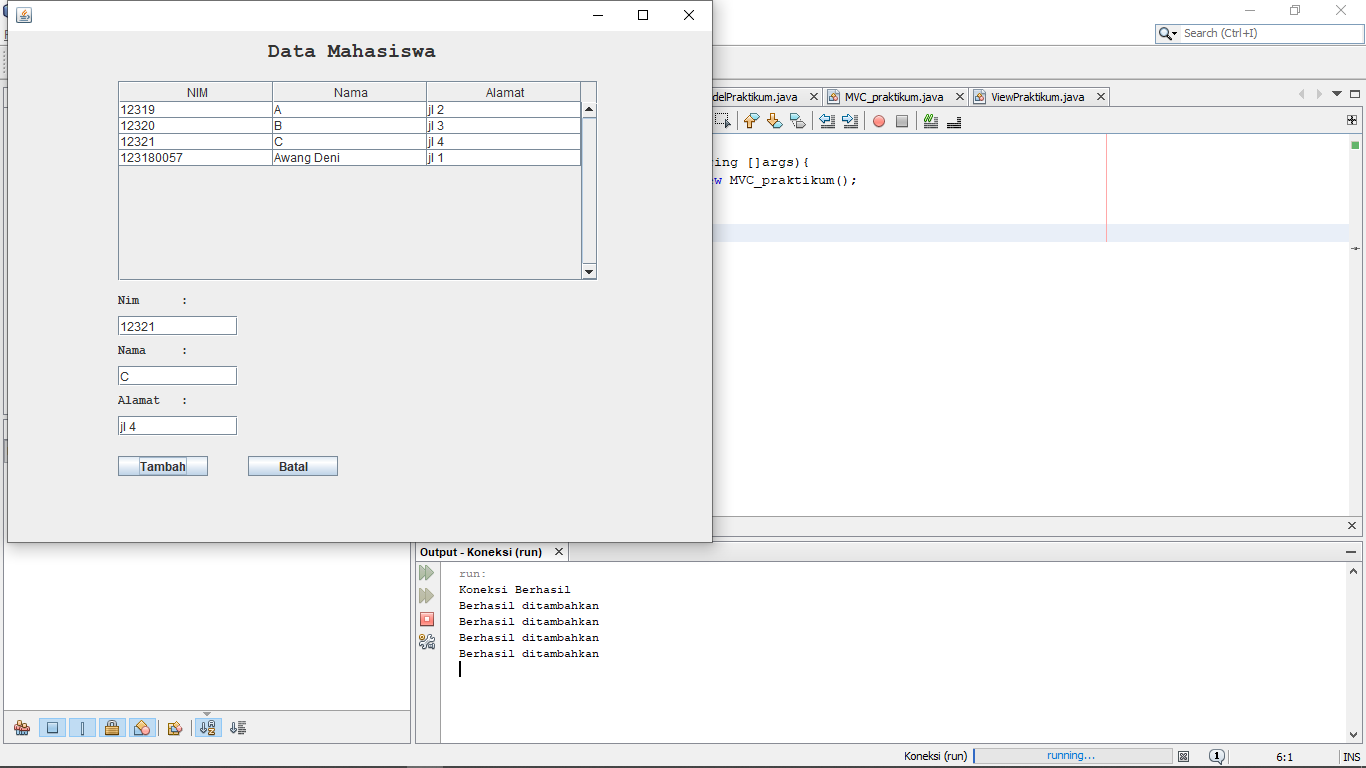 Data Mahasiswa
NIM Nama Alamat
12319 A jl 2
12320 B jl 3
12321 C jl 4
123180057 Awang Deni jl 1
Nim :
12321
Nama :
C
Alamat :
jl 4
Tambah Batal
Search (Ctrl+I)
delPraktikum.java MVC_praktikum.java ViewPraktikum.java
ring []args){
ew MVC_praktikum();
Output - Koneksi (run)
run:
Koneksi Berhasil
Berhasil ditambahkan
Berhasil ditambahkan
Berhasil ditambahkan
Berhasil ditambahkan
Koneksi (run) running... 1 6:1 INS